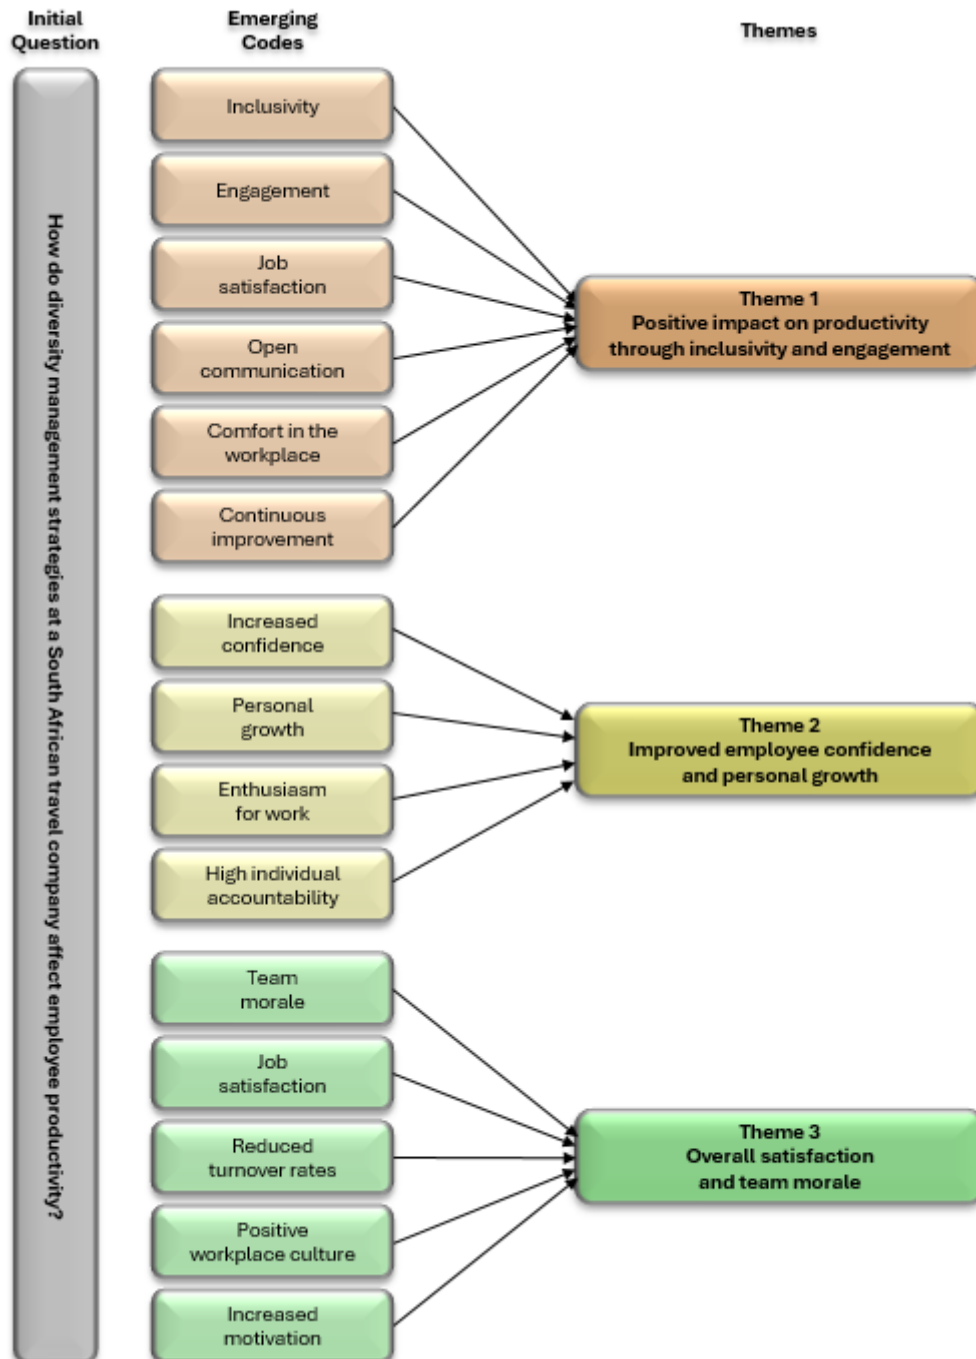 Initial
Question
Emerging
Codes
Themes
How do diversity management strategies at a South African travel company affect employee productivity?
Inclusivity
Engagement
Job
satisfaction
Open
communication
Comfort in the
workplace
Continuous
improvement
Theme 1
Positive impact on productivity
through inclusivity and engagement
Increased
confidence
Personal
growth
Enthusiasm
for work
High individual
accountability
Theme 2
Improved employee confidence
and personal growth
Team
morale
Job
satisfaction
Reduced
turnover rates
Positive
workplace culture
Increased
motivation
Theme 3
Overall satisfaction
and team morale